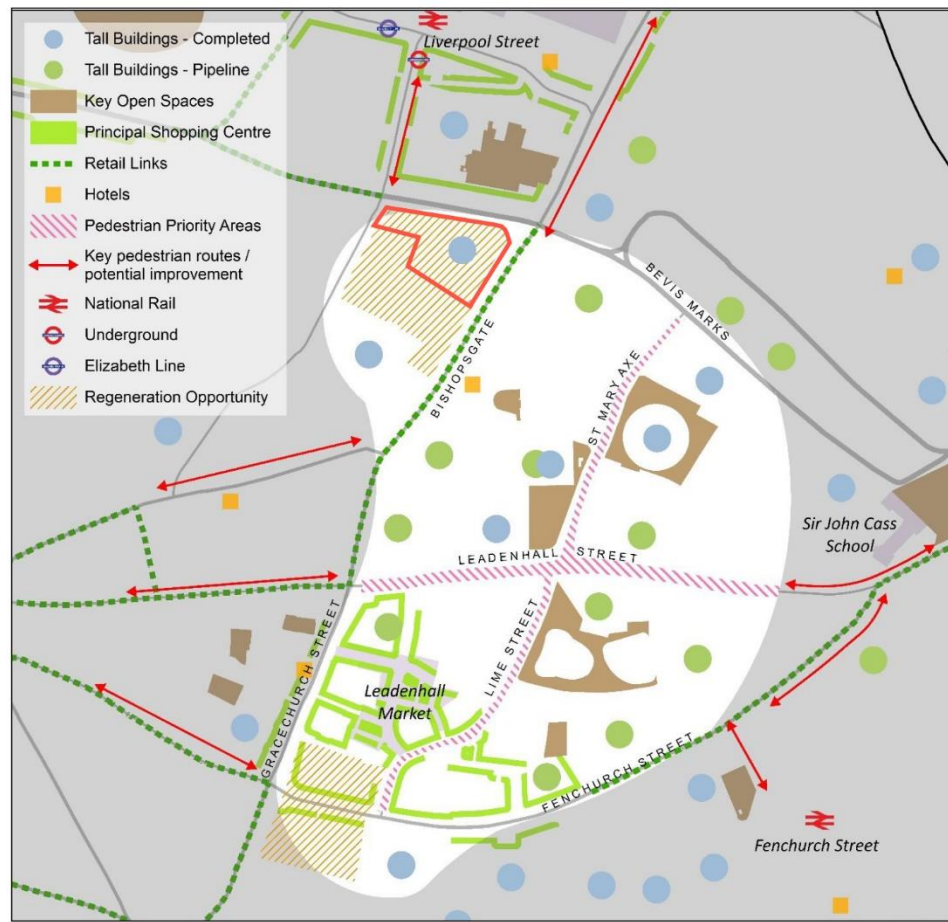 Tall Buildings - Completed
Tall Buildings - Pipeline
Key Open Spaces
Principal Shopping Centre
Retail Links
Hotels
Pedestrian Priority Areas
Key pedestrian routes /
potential improvement
National Rail
Underground
Elizabeth Line
Regeneration Opportunity
Liverpool Street
BEVIS MARKS
BISHOPSGATE
ST MARY AXE
Sir John Cass
School
LEADENHALL STREET
LIME STREET
GRACECHURCH STREET
Leadenhall
Market
FENCHURCH STREET
Fenchurch Street